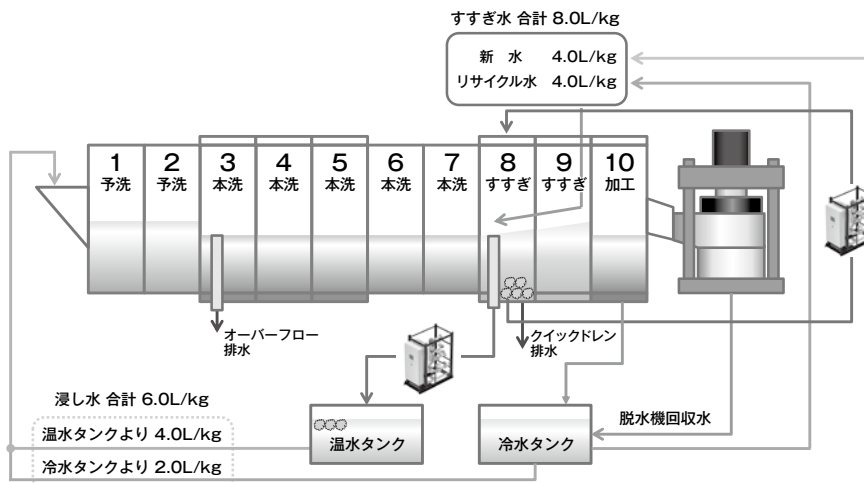 すすぎ水 合計 8.0L/kg
新 水 4.0L/kg
リサイクル水 4.0L/kg
1
予洗
2
予洗
3
本洗
4
本洗
5
本洗
6
本洗
7
本洗
8
すすぎ
9
すすぎ
10
加工
オーバーフロー
排水
クイックドレン
排水
浸し水 合計 6.0L/kg
温水タンクより 4.0L/kg
冷水タンクより 2.0L/kg
温水タンク
冷水タンク
脱水機回収水